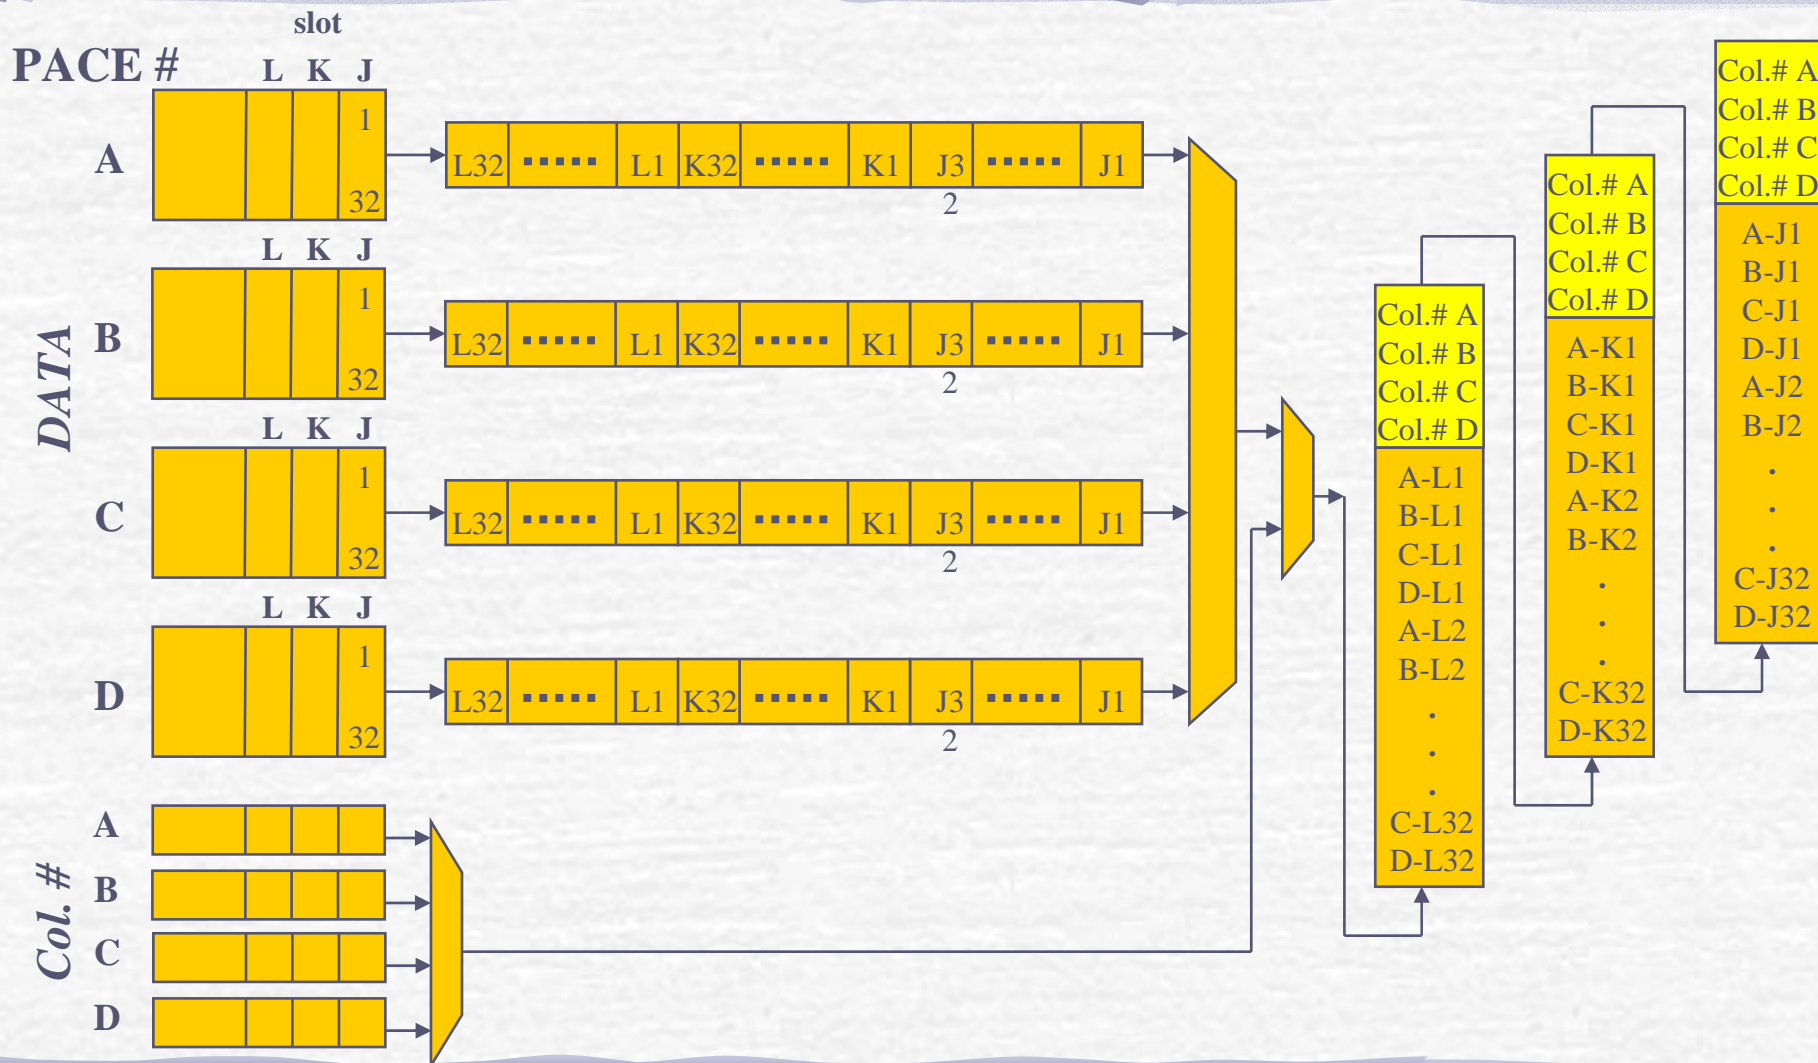 slot
PACE #
L K J
1
A
L32 ..... L1 K32 ..... K1 J3 ..... J1
2
32
L K J
1
B
L32 ..... L1 K32 ..... K1 J3 ..... J1
2
32
DATA
L K J
1
C
L32 ..... L1 K32 ..... K1 J3 ..... J1
2
32
L K J
1
D
L32 ..... L1 K32 ..... K1 J3 ..... J1
2
32
Col. #
A
B
C
D
Col.# A
Col.# B
Col.# C
Col.# D
A-L1
B-L1
C-L1
D-L1
A-L2
B-L2
.
.
.
C-L32
D-L32
Col.# A
Col.# B
Col.# C
Col.# D
A-K1
B-K1
C-K1
D-K1
A-K2
B-K2
.
.
.
C-K32
D-K32
Col.# A
Col.# B
Col.# C
Col.# D
A-J1
B-J1
C-J1
D-J1
A-J2
B-J2
.
.
.
C-J32
D-J32